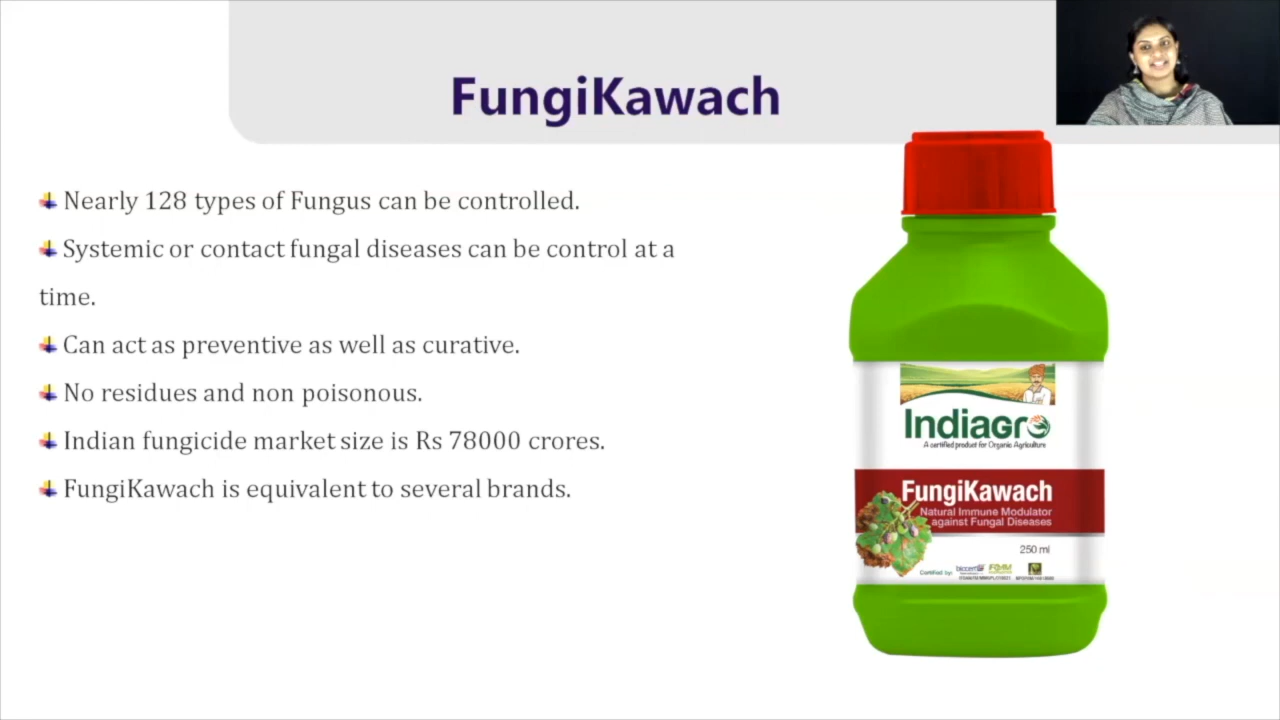 FungiKawach
Nearly 128 types of Fungus can be controlled.
Systemic or contact fungal diseases can be control at a
time.
Can act as preventive as well as curative.
No residues and non poisonous.
Indian fungicide market size is Rs 78000 crores.
FungiKawach is equivalent to several brands.
Indiagro
A certified product for Organic Agriculture
FungiKawach
Natural Immune Modulator
against Fungal Diseases
250 ml
Certified by: